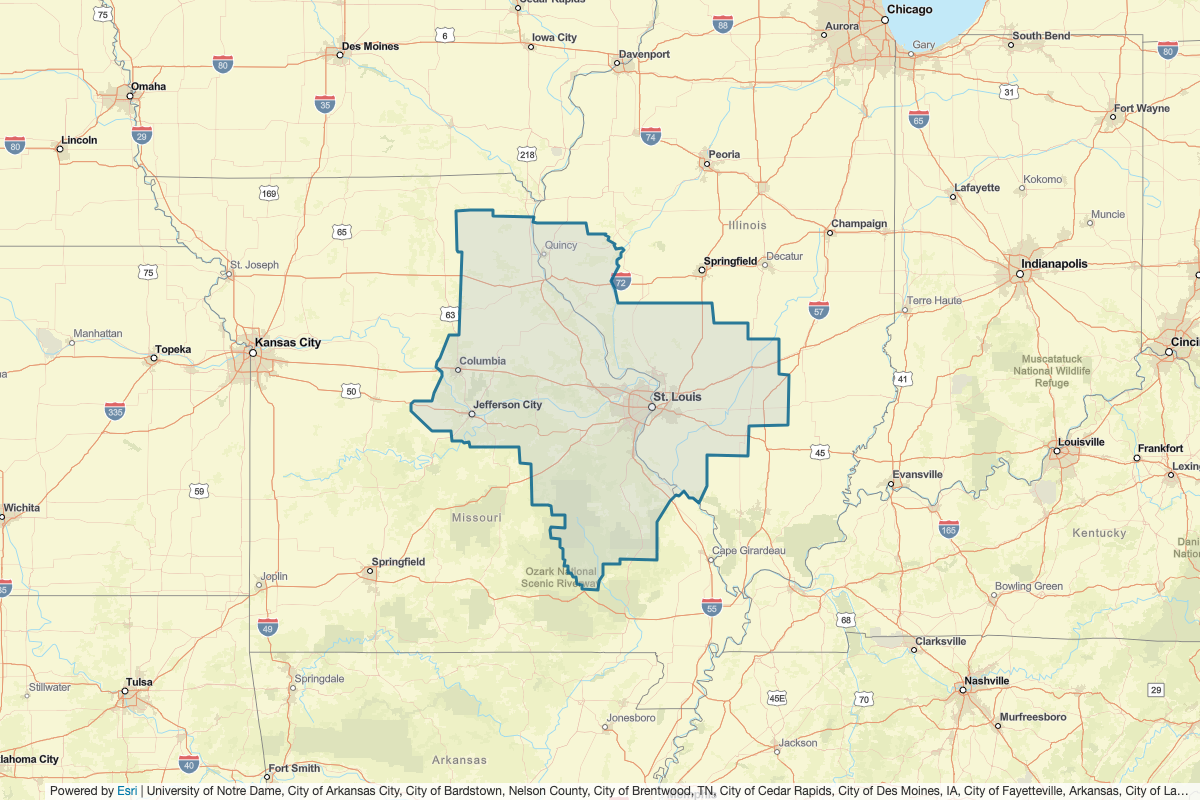 75
Cedar Rapids
Chicago
88
Aurora
6
Iowa City
Des Moines
South Bend
Gary
80
80
Davenport
Omaha
31
35
Fort Wayne
65
29
74
Lincoln
80
218
Peoria
Kokomo
Lafayette
169
Muncie
65
Illinois
Champaign
Quincy
Springfield
Decatur
Indianapolis
St. Joseph
75
72
Terre Haute
57
63
Manhattan
Kansas City
Topeka
Cinci
Columbia
Muscatatuck
National Wildlife
Refuge
41
50
St. Louis
Jefferson City
335
Louisville
Frankfort
45
Evansville
Lexing
59
Wichita
Missouri
165
Kentucky
Dani
Natio
Cape Girardeau
Springfield
Ozark National
Scenic Riverway
Joplin
35
Bowling Green
55
68
49
Clarksville
Springdale
Nashville
Tulsa
Stillwater
45E
70
29
Jonesboro
Murfreesboro
Jackson
lahoma City
Arkansas
40
Fort Smith
Memphis
Powered by Esri | University of Notre Dame, City of Arkansas City, City of Bardstown, Nelson County, City of Brentwood, TN, City of Cedar Rapids, City of Des Moines, IA, City of Fayetteville, Arkansas, City of La...